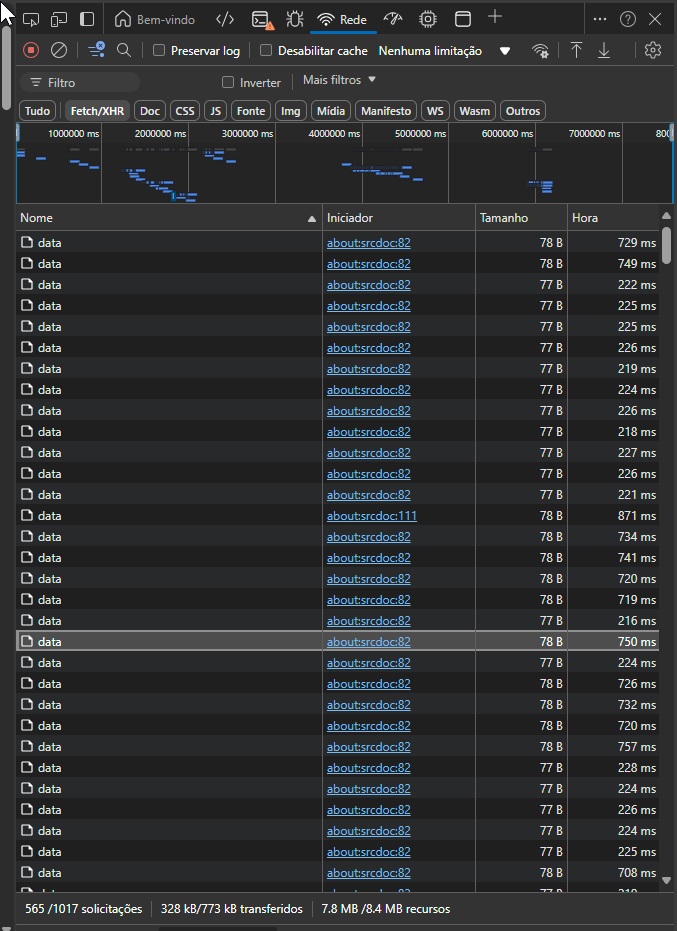 Bem-vindo Rede
Preservar log Desabilitar cache Nenhuma limitação
Filtro Inverter Mais filtros
Tudo Fetch/XHR Doc CSS JS Fonte Img Mídia Manifesto WS Wasm Outros
1000000 ms 2000000 ms 3000000 ms 4000000 ms 5000000 ms 6000000 ms 7000000 ms 800
Nome Iniciador Tamanho Hora
data about:srcdoc:82 78 B 729 ms
data about:srcdoc:82 78 B 749 ms
data about:srcdoc:82 77 B 222 ms
data about:srcdoc:82 77 B 225 ms
data about:srcdoc:82 77 B 225 ms
data about:srcdoc:82 77 B 226 ms
data about:srcdoc:82 77 B 219 ms
data about:srcdoc:82 77 B 224 ms
data about:srcdoc:82 77 B 226 ms
data about:srcdoc:82 77 B 218 ms
data about:srcdoc:82 77 B 227 ms
data about:srcdoc:82 77 B 226 ms
data about:srcdoc:82 77 B 221 ms
data about:srcdoc:111 78 B 871 ms
data about:srcdoc:82 78 B 734 ms
data about:srcdoc:82 78 B 741 ms
data about:srcdoc:82 78 B 720 ms
data about:srcdoc:82 78 B 719 ms
data about:srcdoc:82 77 B 216 ms
data about:srcdoc:82 78 B 750 ms
data about:srcdoc:82 77 B 224 ms
data about:srcdoc:82 78 B 726 ms
data about:srcdoc:82 78 B 732 ms
data about:srcdoc:82 78 B 720 ms
data about:srcdoc:82 78 B 757 ms
data about:srcdoc:82 77 B 228 ms
data about:srcdoc:82 77 B 224 ms
data about:srcdoc:82 77 B 226 ms
data about:srcdoc:82 77 B 224 ms
data about:srcdoc:82 77 B 225 ms
data about:srcdoc:82 78 B 708 ms
565 /1017 solicitações 328 kB/773 kB transferidos 7.8 MB /8.4 MB recursos